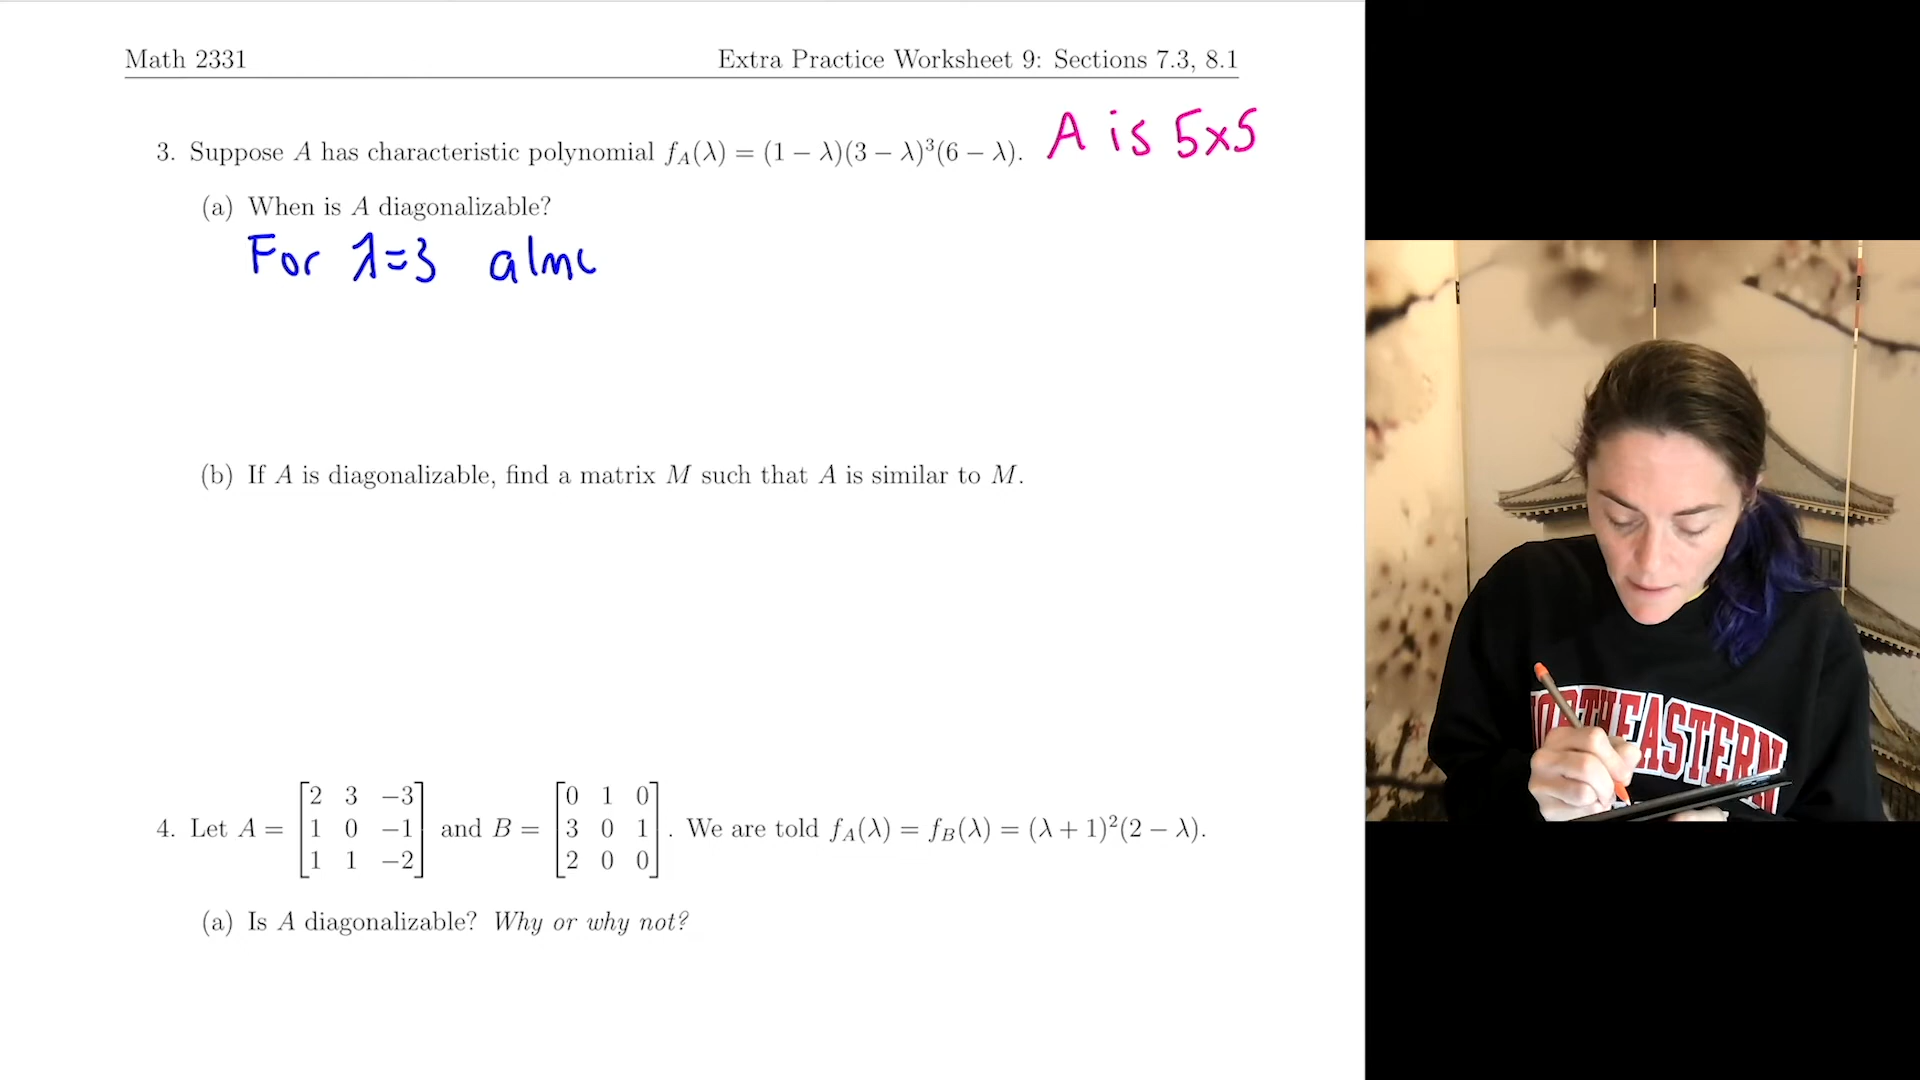 Math 2331 Extra Practice Worksheet 9: Sections 7.3, 8.1
3. Suppose A has characteristic polynomial f_A(λ) = (1 − λ)(3 − λ)³(6 − λ). A is 5x5
(a) When is A diagonalizable?
For λ=3 almu
(b) If A is diagonalizable, find a matrix M such that A is similar to M.
4. Let A = [2 3 −3; 1 0 −1; 1 1 −2] and B = [0 1 0; 3 0 1; 2 0 0]. We are told f_A(λ) = f_B(λ) = (λ + 1)²(2 − λ).
(a) Is A diagonalizable? Why or why not?
NORTHEASTERN